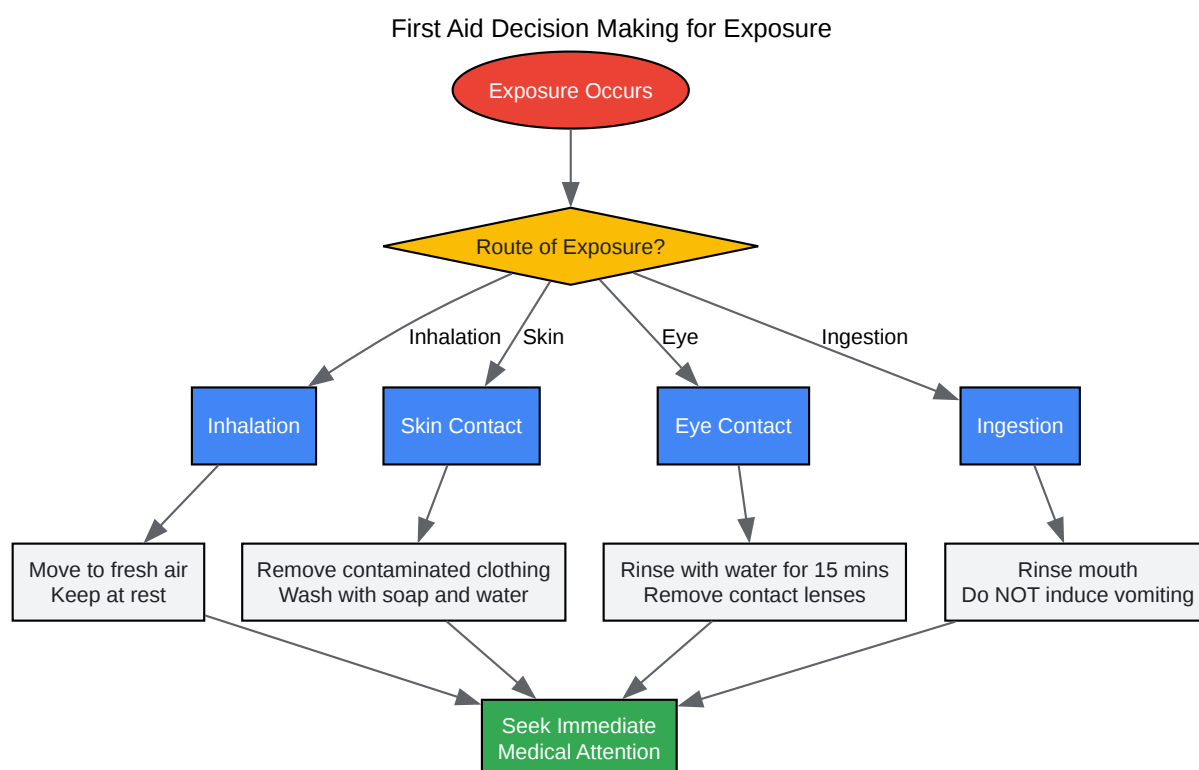 First Aid Decision Making for Exposure
Exposure Occurs
Route of Exposure?
Inhalation
Skin
Eye
Ingestion
Inhalation
Skin Contact
Eye Contact
Ingestion
Move to fresh air
Keep at rest
Remove contaminated clothing
Wash with soap and water
Rinse with water for 15 mins
Remove contact lenses
Rinse mouth
Do NOT induce vomiting
Seek Immediate
Medical Attention